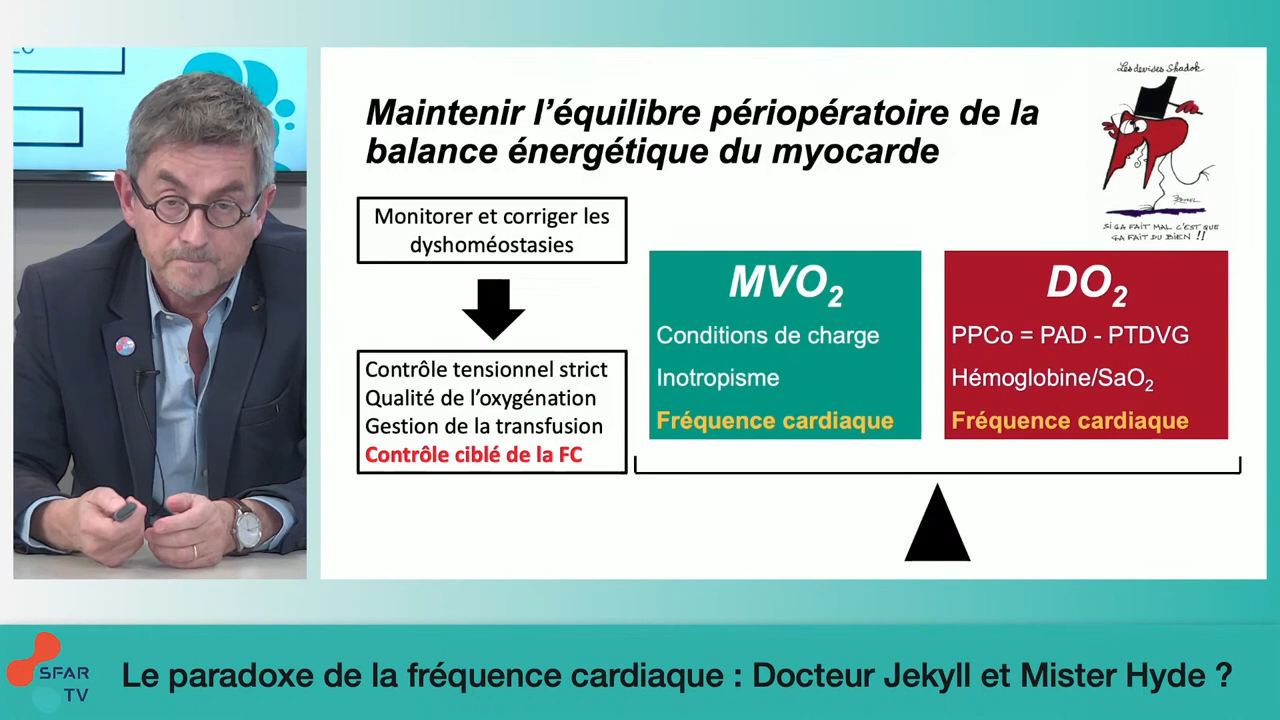 Les devises Shadok
Maintenir l’équilibre périopératoire de la
balance énergétique du myocarde
SI ÇA FAIT MAL C'EST QUE
ÇA FAIT DU BIEN !!
Monitorer et corriger les
dyshoméostasies
Contrôle tensionnel strict
Qualité de l’oxygénation
Gestion de la transfusion
Contrôle ciblé de la FC
MVO2
Conditions de charge
Inotropisme
Fréquence cardiaque
DO2
PPCo = PAD - PTDVG
Hémoglobine/SaO2
Fréquence cardiaque
SFAR
TV
Le paradoxe de la fréquence cardiaque : Docteur Jekyll et Mister Hyde ?